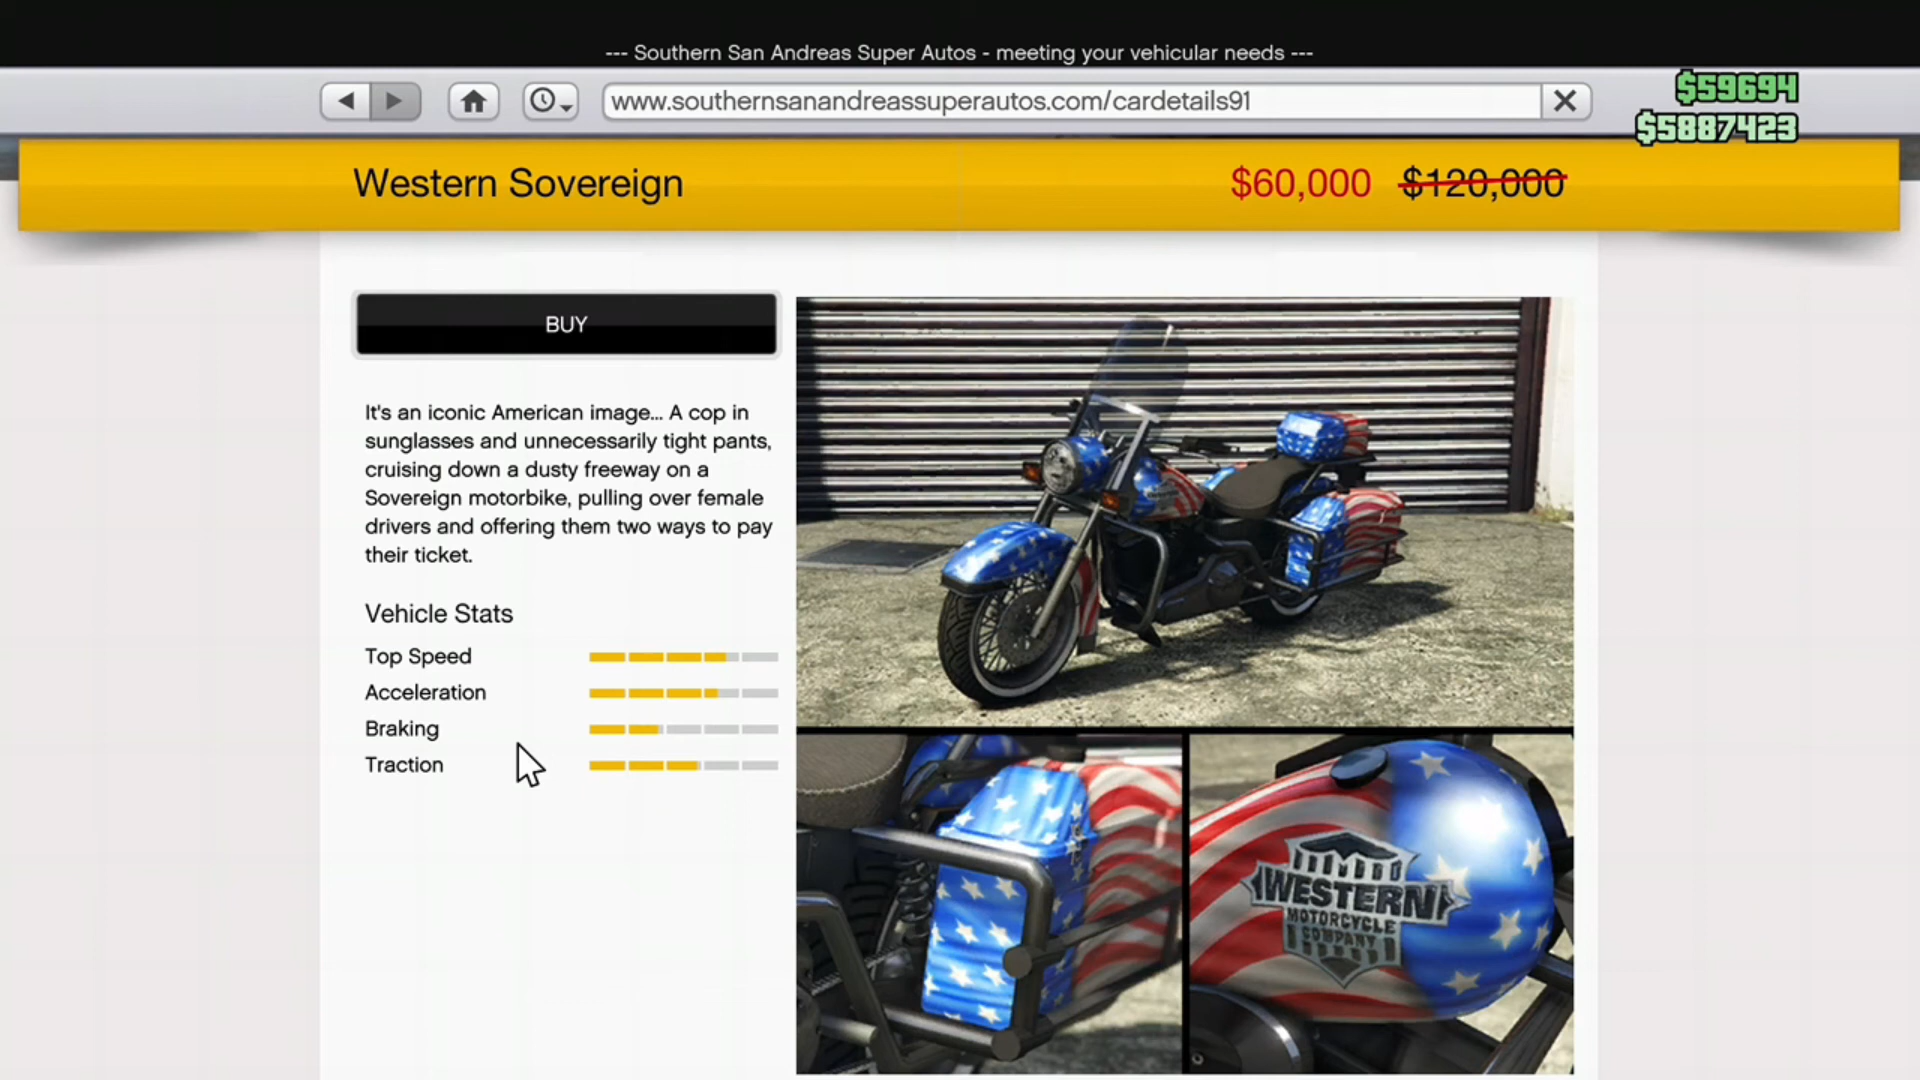 --- Southern San Andreas Super Autos - meeting your vehicular needs ---
www.southernsanandreassuperautos.com/cardetails91
$59694
$5887423
Western Sovereign
$60,000 $120,000
BUY
It's an iconic American image... A cop in
sunglasses and unnecessarily tight pants,
cruising down a dusty freeway on a
Sovereign motorbike, pulling over female
drivers and offering them two ways to pay
their ticket.
Vehicle Stats
Top Speed
Acceleration
Braking
Traction
WESTERN
MOTORCYCLE
COMPANY